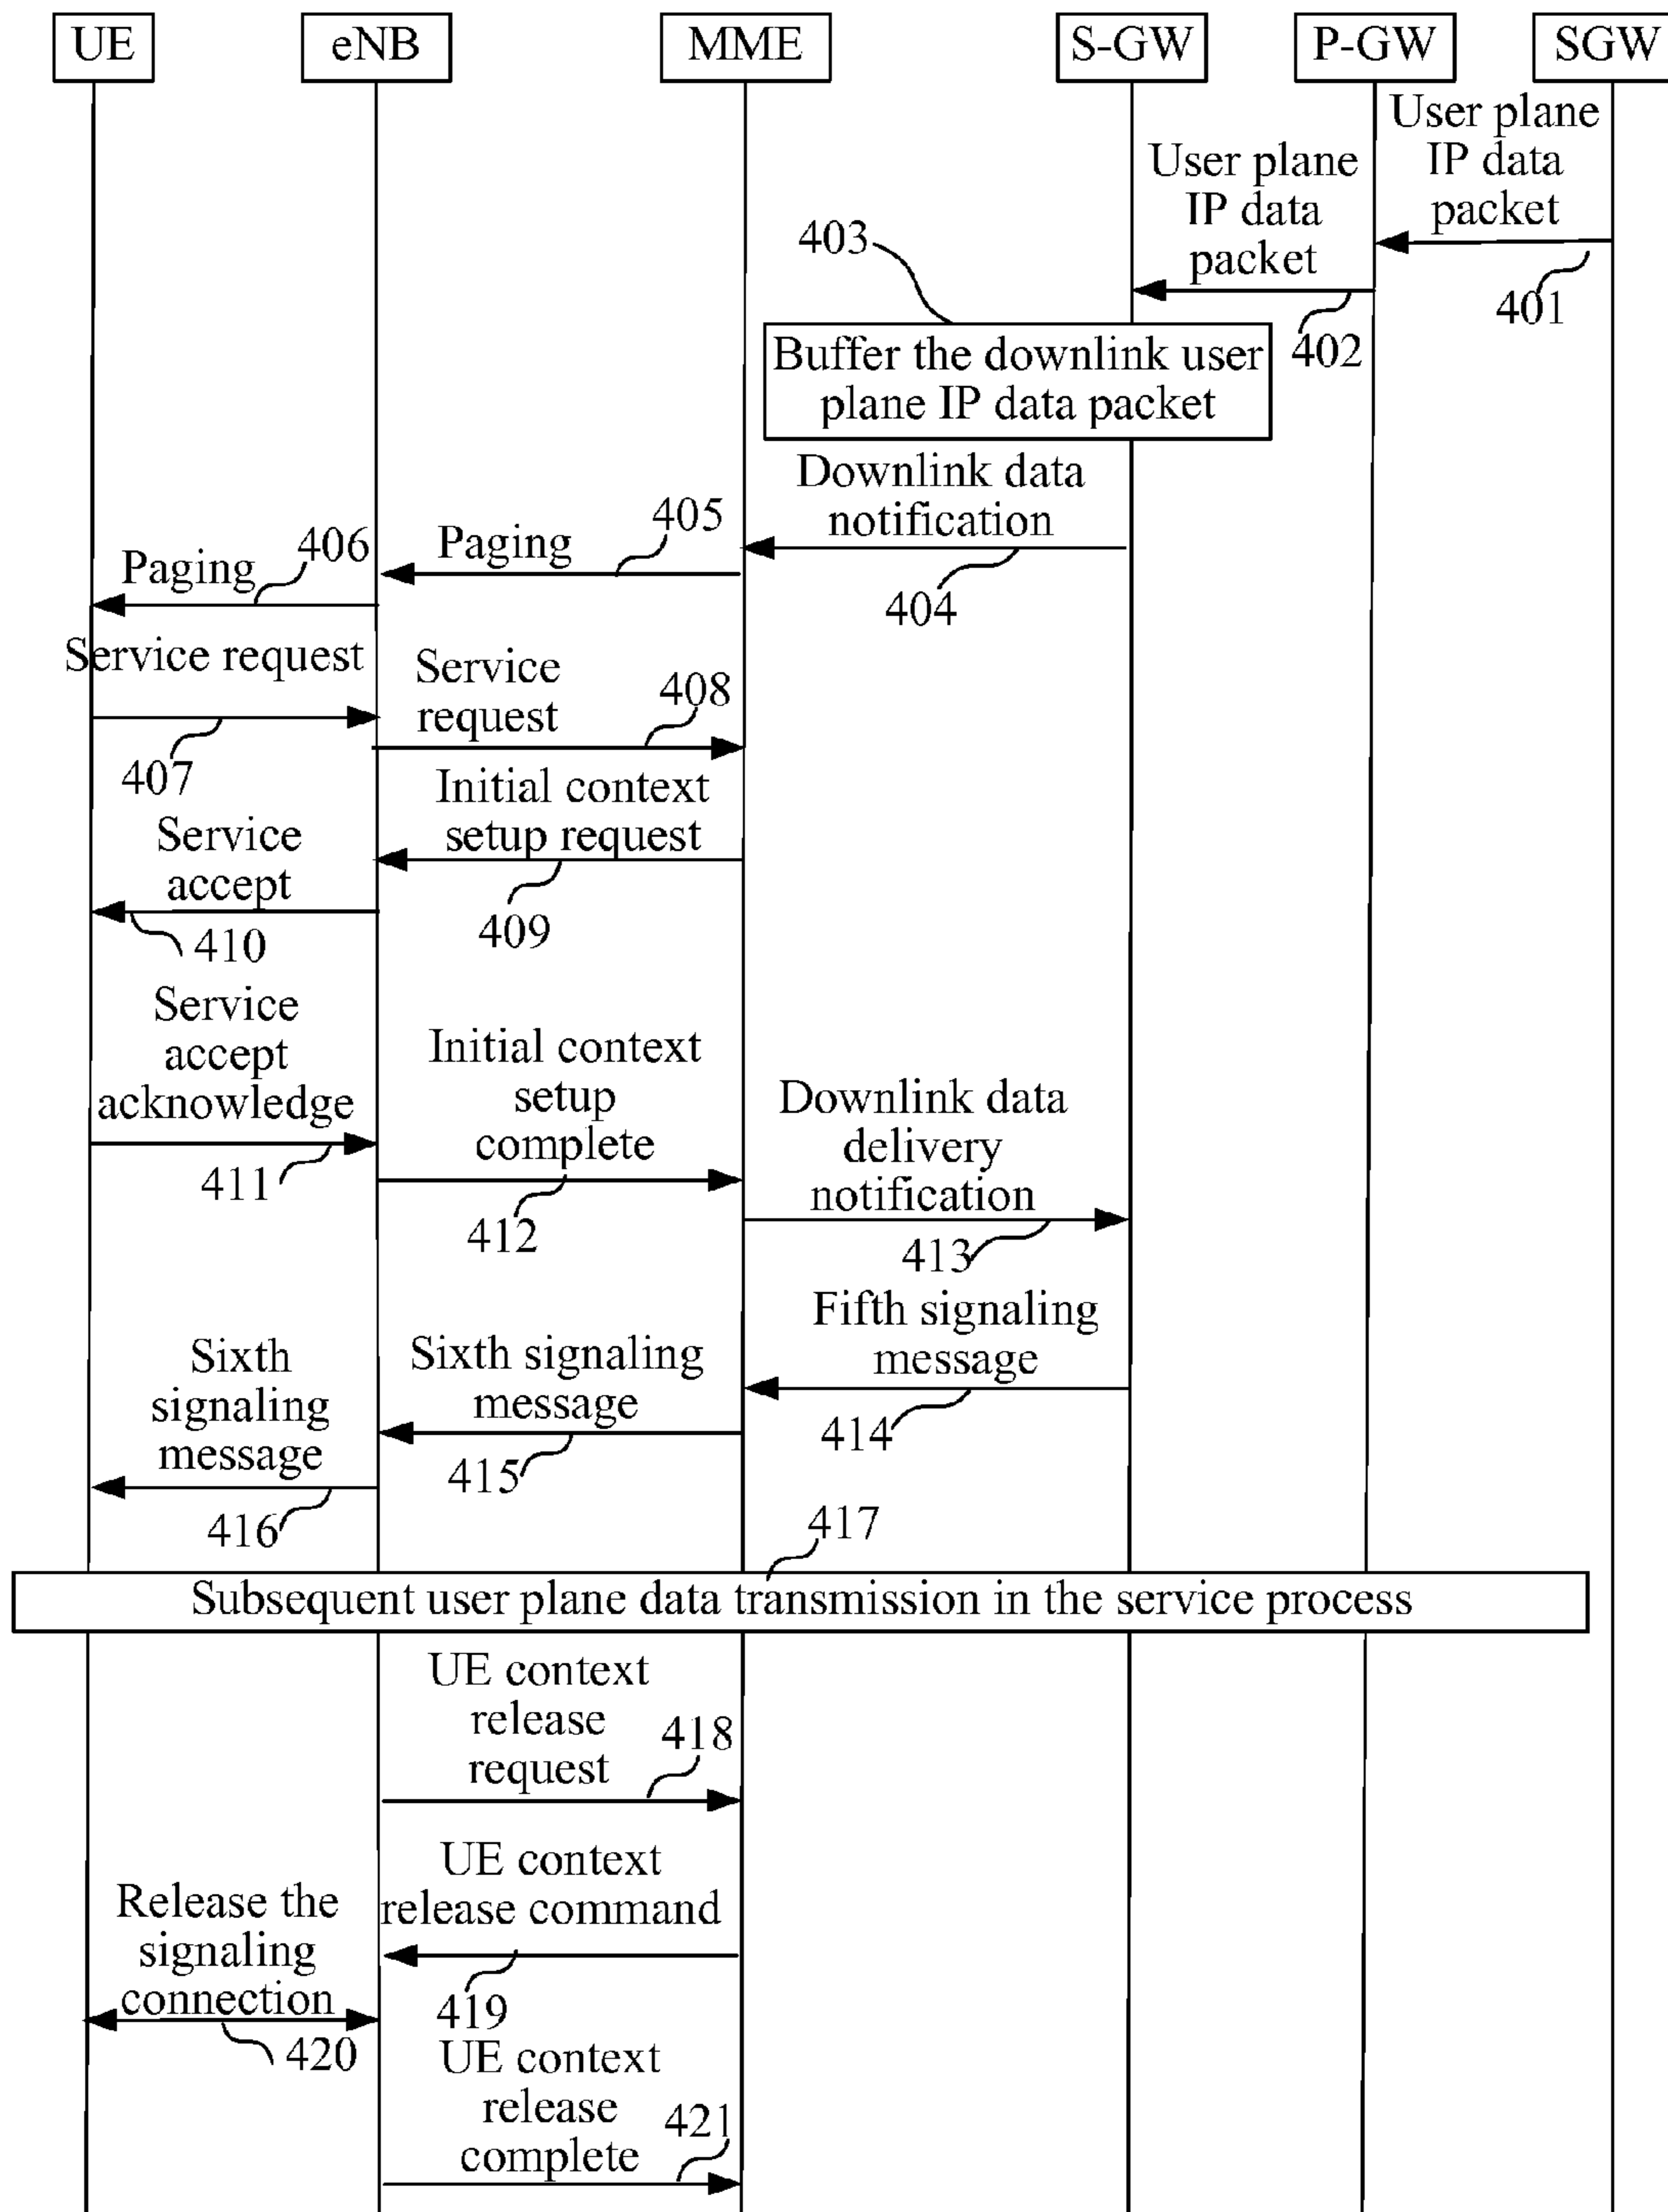 UE
eNB
MME
S-GW
P-GW
SGW
User plane
IP data
packet
401
User plane
IP data
packet
402
403
Buffer the downlink user
plane IP data packet
Downlink data
notification
404
Paging
405
Paging
406
Service request
407
Service
request
408
Initial context
setup request
409
Service
accept
410
Service
accept
acknowledge
411
Initial context
setup
complete
412
Downlink data
delivery
notification
413
Fifth signaling
message
414
Sixth signaling
message
415
Sixth
signaling
message
416
417
Subsequent user plane data transmission in the service process
UE context
release
request
418
UE context
release command
419
Release the
signaling
connection
420
UE context
release
complete
421